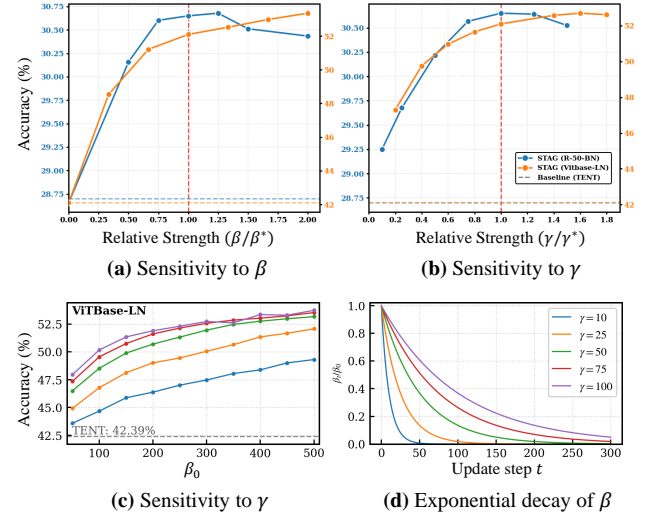 30.75
30.50
30.25
30.00
29.75
29.50
29.25
29.00
28.75
52
50
48
46
44
42
0.00 0.25 0.50 0.75 1.00 1.25 1.50 1.75 2.00
Accuracy (%)
Relative Strength (β/β*)
(a) Sensitivity to β
30.75
30.50
30.25
30.00
29.75
29.50
29.25
29.00
28.75
52
50
48
46
44
42
STAG (R-50-BN)
STAG (Vitbase-LN)
Baseline (TENT)
0.0 0.2 0.4 0.6 0.8 1.0 1.2 1.4 1.6 1.8
Relative Strength (γ/γ*)
(b) Sensitivity to γ
ViTBase-LN
52.5
50.0
47.5
45.0
42.5
TENT: 42.39%
100 200 300 400 500
Accuracy (%)
β₀
(c) Sensitivity to γ
1.0
0.8
0.6
0.4
0.2
0.0
βₜ/β₀
γ = 10
γ = 25
γ = 50
γ = 75
γ = 100
0 50 100 150 200 250 300
Update step t
(d) Exponential decay of β